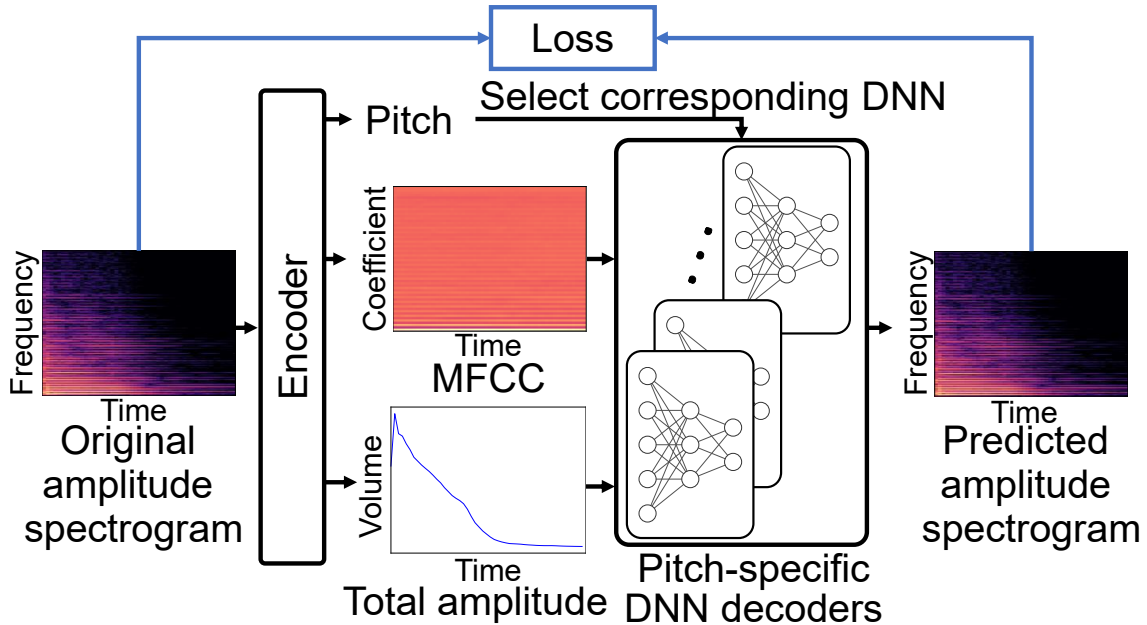 Loss
Select corresponding DNN
Pitch
Encoder
Frequency
Time
Original
amplitude
spectrogram
Coefficient
Time
MFCC
Volume
Time
Total amplitude
Pitch-specific
DNN decoders
Frequency
Time
Predicted
amplitude
spectrogram